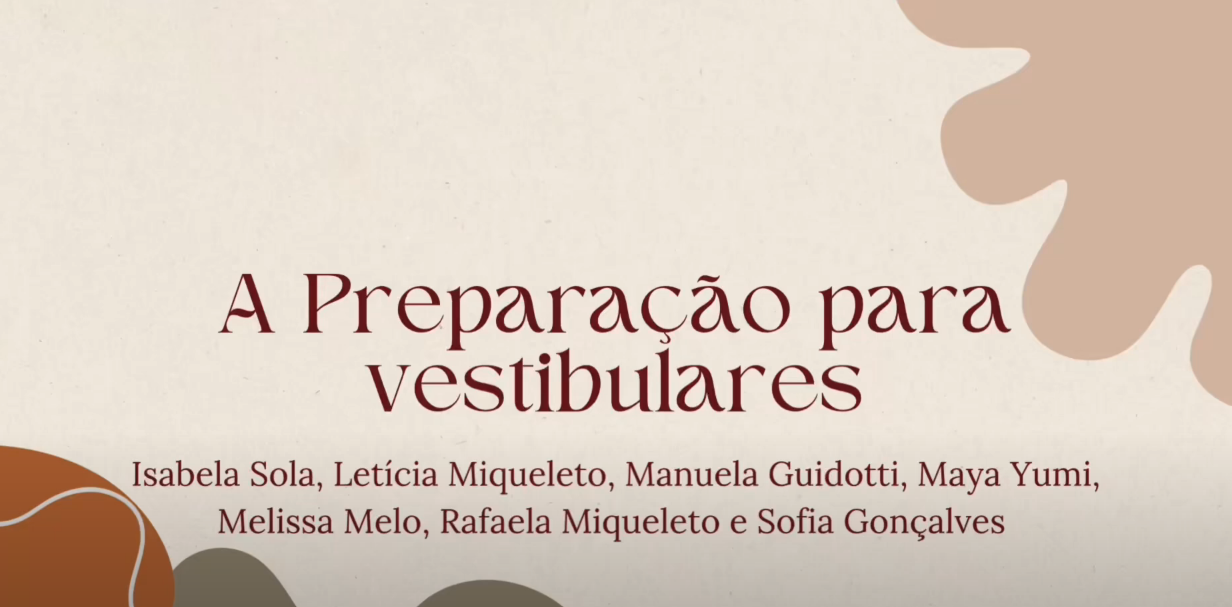 A Preparação para
vestibulares
Isabela Sola, Letícia Miqueleto, Manuela Guidotti, Maya Yumi,
Melissa Melo, Rafaela Miqueleto e Sofia Gonçalves